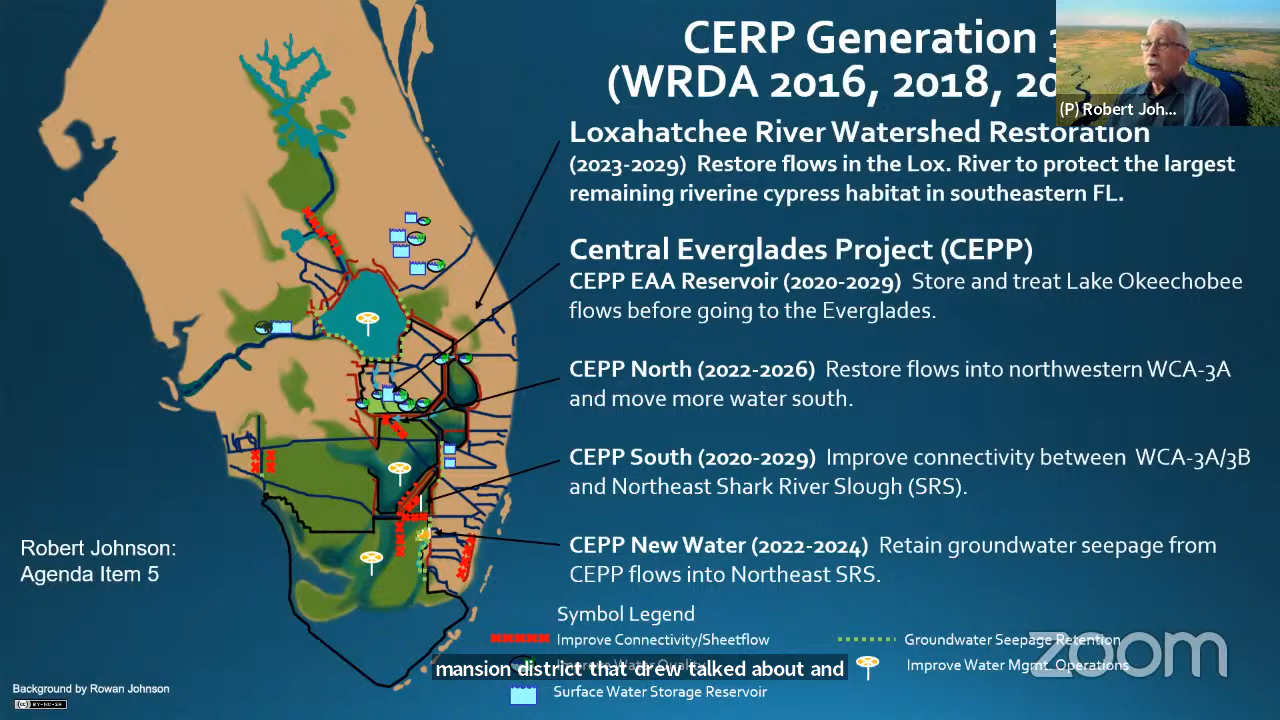 CERP Generation
(WRDA 2016, 2018,
(P) Robert Joh...
Loxahatchee River Watershed Restoration
(2023-2029) Restore flows in the Lox. River to protect the largest
remaining riverine cypress habitat in southeastern FL.
Central Everglades Project (CEPP)
CEPP EAA Reservoir (2020-2029) Store and treat Lake Okeechobee
flows before going to the Everglades.
CEPP North (2022-2026) Restore flows into northwestern WCA-3A
and move more water south.
CEPP South (2020-2029) Improve connectivity between WCA-3A/3B
and Northeast Shark River Slough (SRS).
CEPP New Water (2022-2024) Retain groundwater seepage from
CEPP flows into Northeast SRS.
Robert Johnson:
Agenda Item 5
Symbol Legend
Improve Connectivity/Sheetflow
Groundwater Seepage Retention
Improve Water Quality
Improve Water Mgmt. Operations
mansion district that drew talked about and
Surface Water Storage Reservoir
zoom
Background by Rowan Johnson
BY-NC-SA